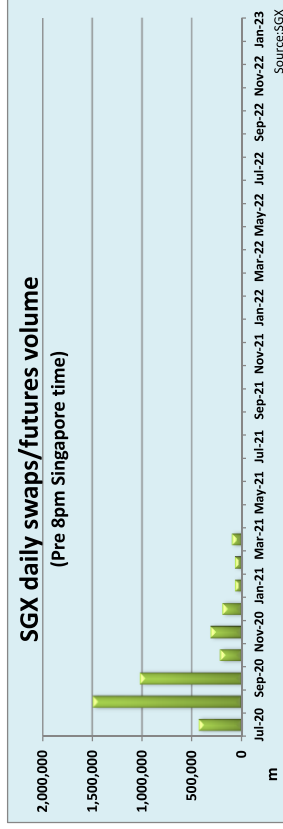 SGX daily swaps/futures volume
(Pre 8pm Singapore time)
2,000,000
1,500,000
1,000,000
500,000
0
m
Jul-20 Sep-20 Nov-20 Jan-21 Mar-21 May-21 Jul-21 Sep-21 Nov-21 Jan-22 Mar-22 May-22 Jul-22 Sep-22 Nov-22 Jan-23
Source:SGX